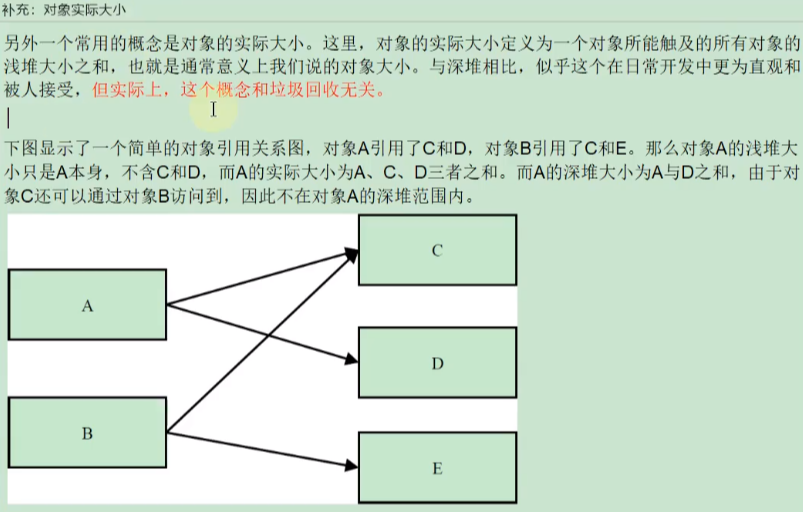 补充：对象实际大小
另外一个常用的概念是对象的实际大小。这里，对象的实际大小定义为一个对象所能触及的所有对象的
浅堆大小之和，也就是通常意义上我们说的对象大小。与深堆相比，似乎这个在日常开发中更为直观和
被人接受，但实际上，这个概念和垃圾回收无关。
下图显示了一个简单的对象引用关系图，对象A引用了C和D，对象B引用了C和E。那么对象A的浅堆大
小只是A本身，不含C和D，而A的实际大小为A、C、D三者之和。而A的深堆大小为A与D之和，由于对
象C还可以通过对象B访问到，因此不在对象A的深堆范围内。
C
A
D
B
E